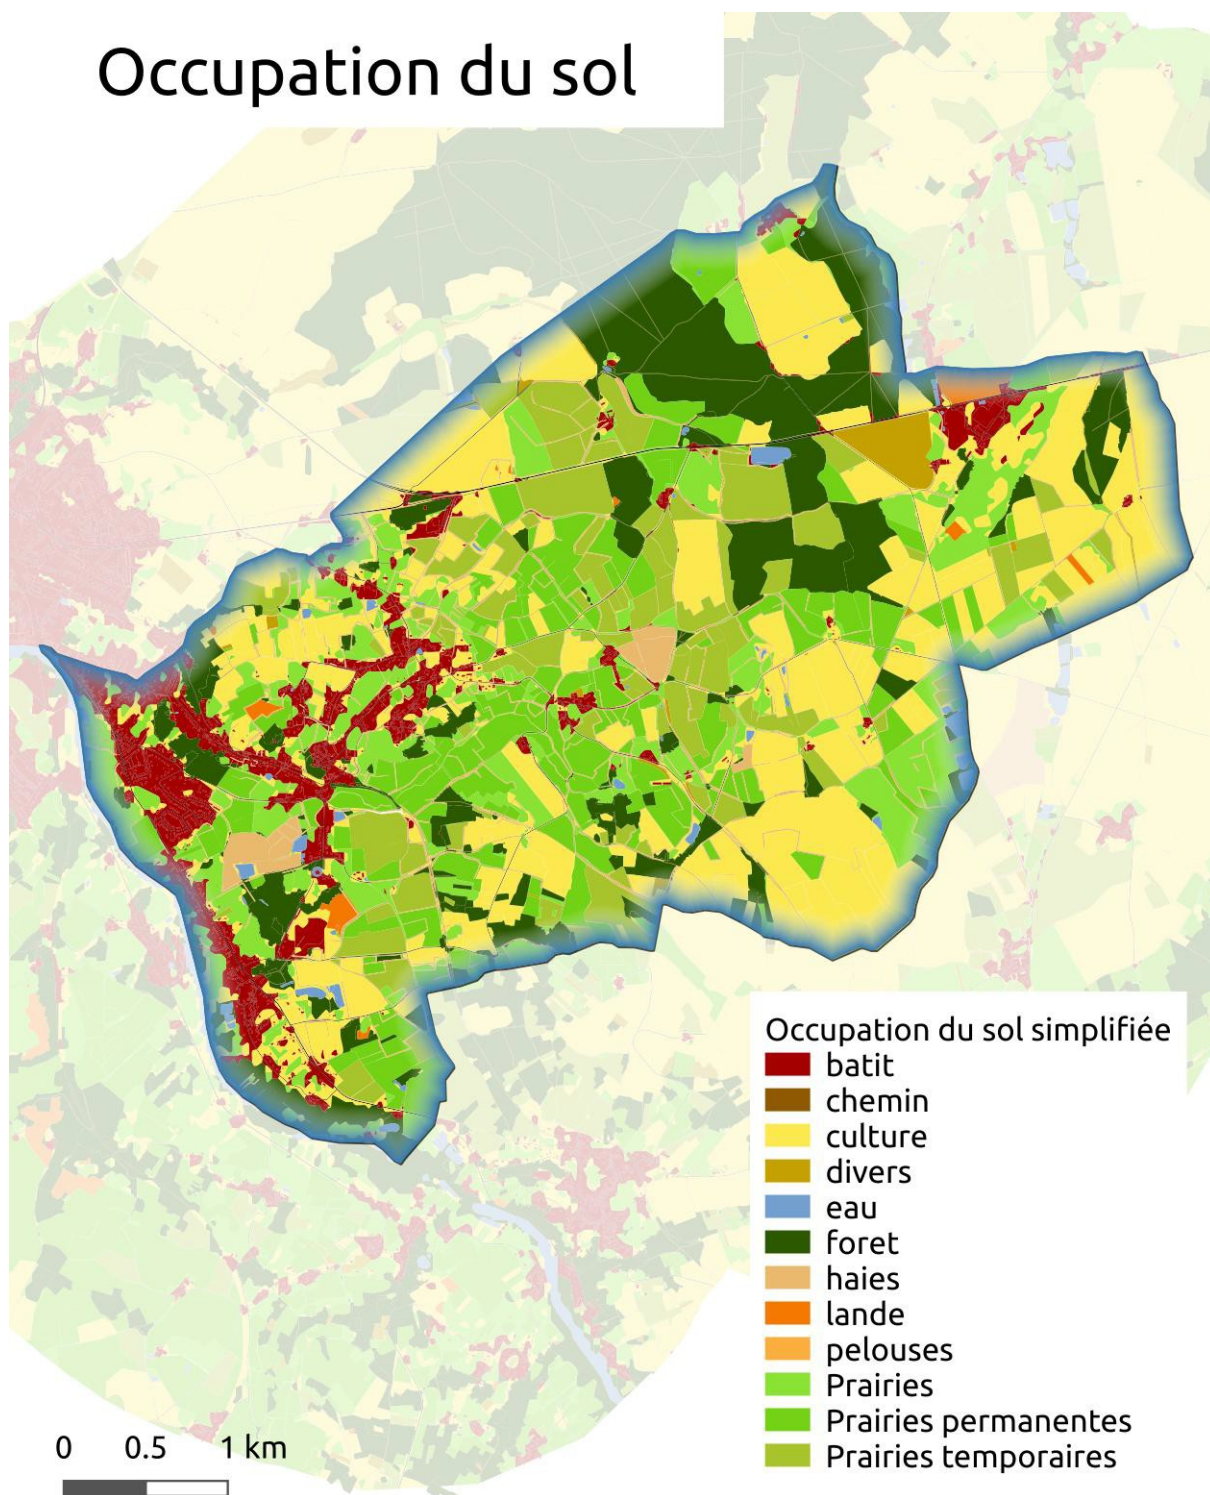 Occupation du sol
Occupation du sol simplifiée
batit
chemin
culture
divers
eau
foret
haies
lande
pelouses
Prairies
Prairies permanentes
Prairies temporaires
0 0.5 1 km